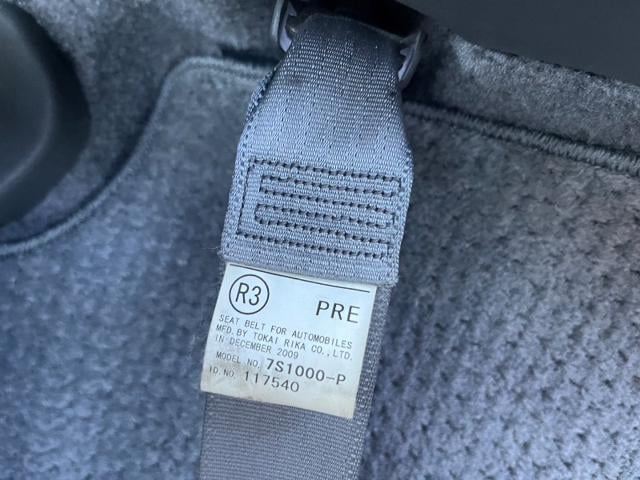 R3 PRE
SEAT BELT FOR AUTOMOBILES
MFD. BY TOKAI RIKA CO., LTD.
IN DECEMBER 2009
MODEL NO. 7S1000-P
ID. NO. 117540